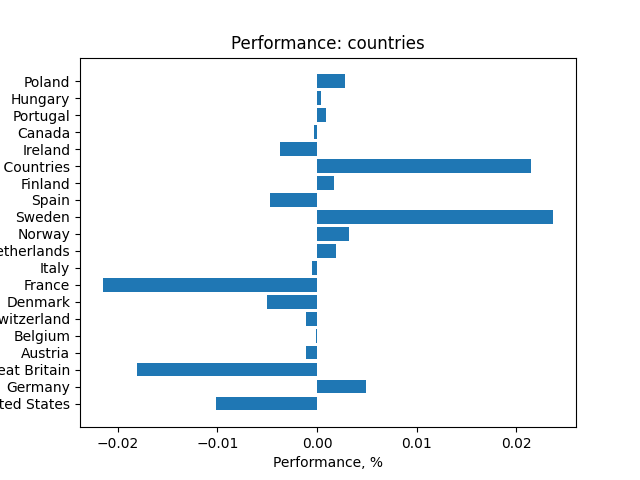 Performance: countries
Poland
Hungary
Portugal
Canada
Ireland
Countries
Finland
Spain
Sweden
Norway
etherlands
Italy
France
Denmark
witzerland
Belgium
Austria
eat Britain
Germany
ted States
−0.02 −0.01 0.00 0.01 0.02
Performance, %